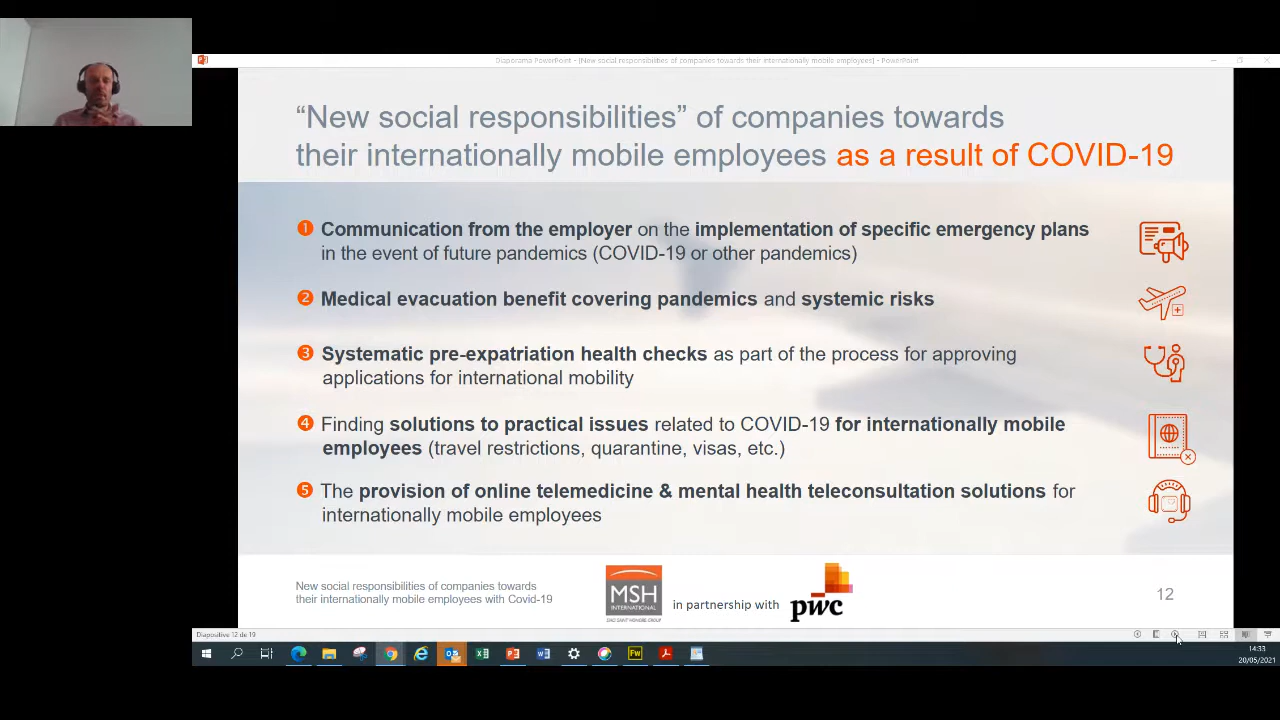 Diaporama PowerPoint - [New social responsibilities of companies towards their internationally mobile employees] - PowerPoint
“New social responsibilities” of companies towards
their internationally mobile employees as a result of COVID-19
1 Communication from the employer on the implementation of specific emergency plans
in the event of future pandemics (COVID-19 or other pandemics)
2 Medical evacuation benefit covering pandemics and systemic risks
3 Systematic pre-expatriation health checks as part of the process for approving
applications for international mobility
4 Finding solutions to practical issues related to COVID-19 for internationally mobile
employees (travel restrictions, quarantine, visas, etc.)
5 The provision of online telemedicine & mental health teleconsultation solutions for
internationally mobile employees
New social responsibilities of companies towards
their internationally mobile employees with Covid-19
MSH
INTERNATIONAL
in partnership with
pwc
12
Diapositive 12 de 19
Fw
14:33
20/05/2021